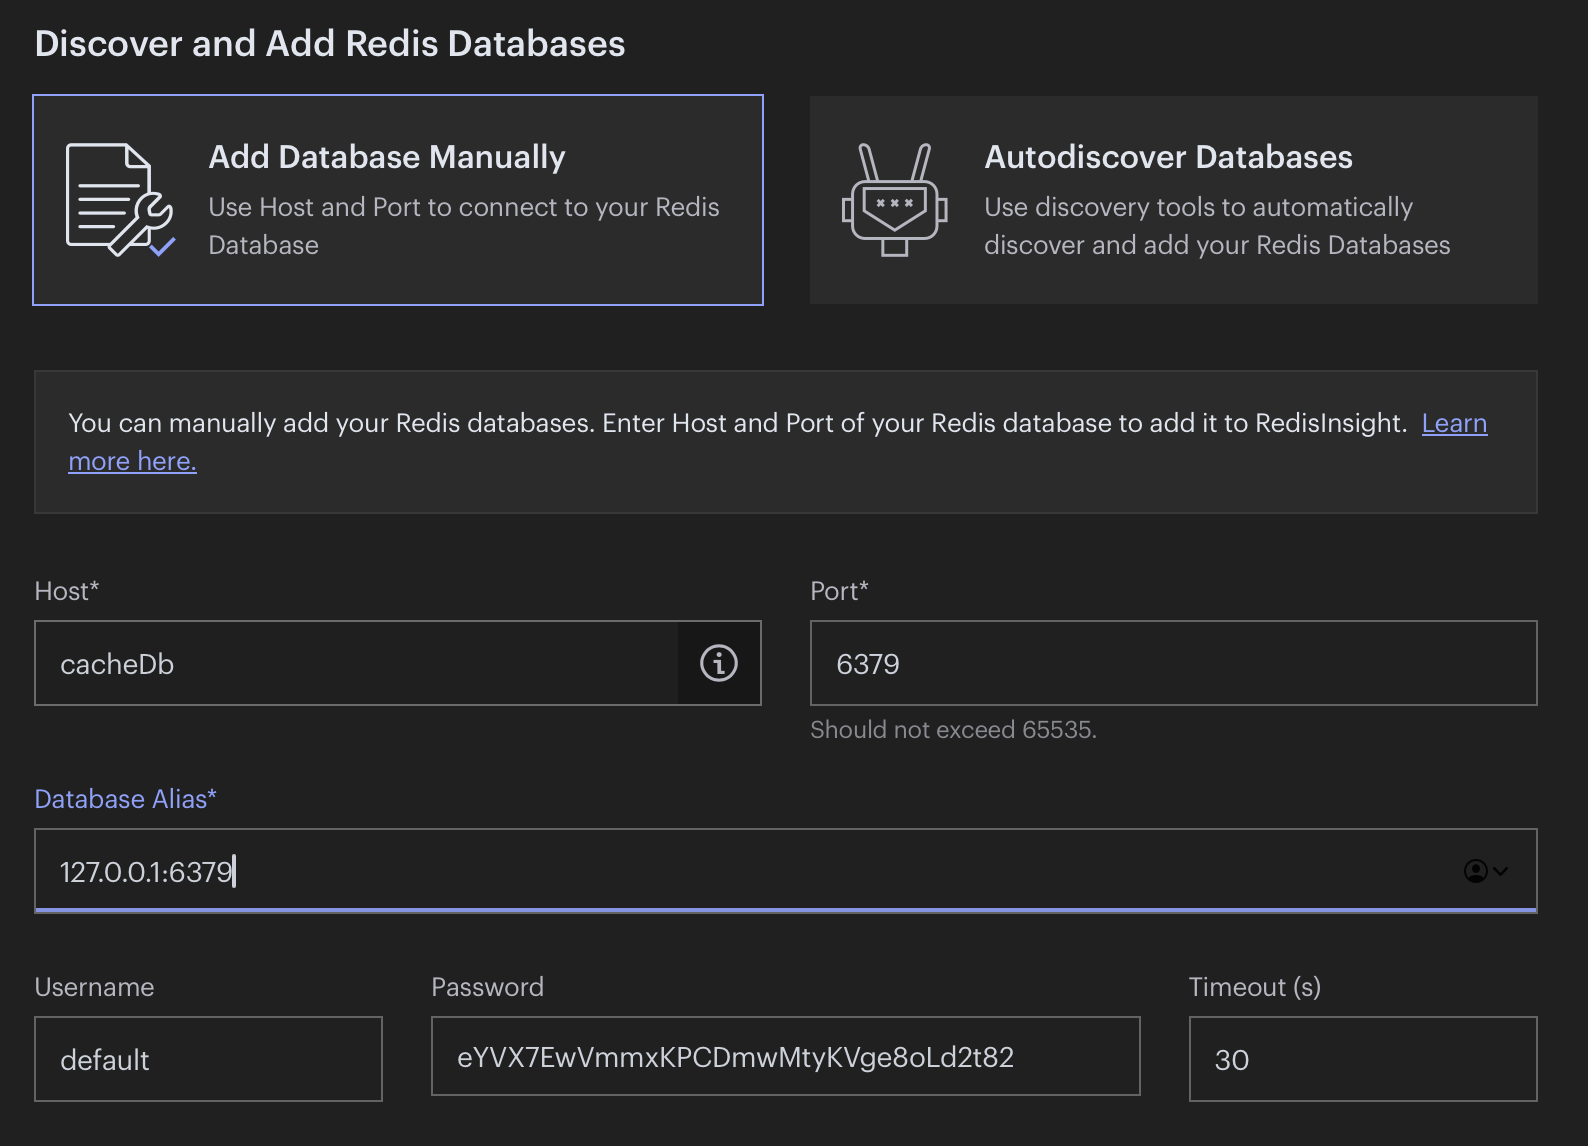 Discover and Add Redis Databases
Add Database Manually
Use Host and Port to connect to your Redis
Database
Autodiscover Databases
Use discovery tools to automatically
discover and add your Redis Databases
You can manually add your Redis databases. Enter Host and Port of your Redis database to add it to RedisInsight. Learn
more here.
Host*
Port*
cacheDb
6379
Should not exceed 65535.
Database Alias*
127.0.0.1:6379
Username
Password
Timeout (s)
default
eYVX7EwVmmxKPCDmwMtyKVge8oLd2t82
30